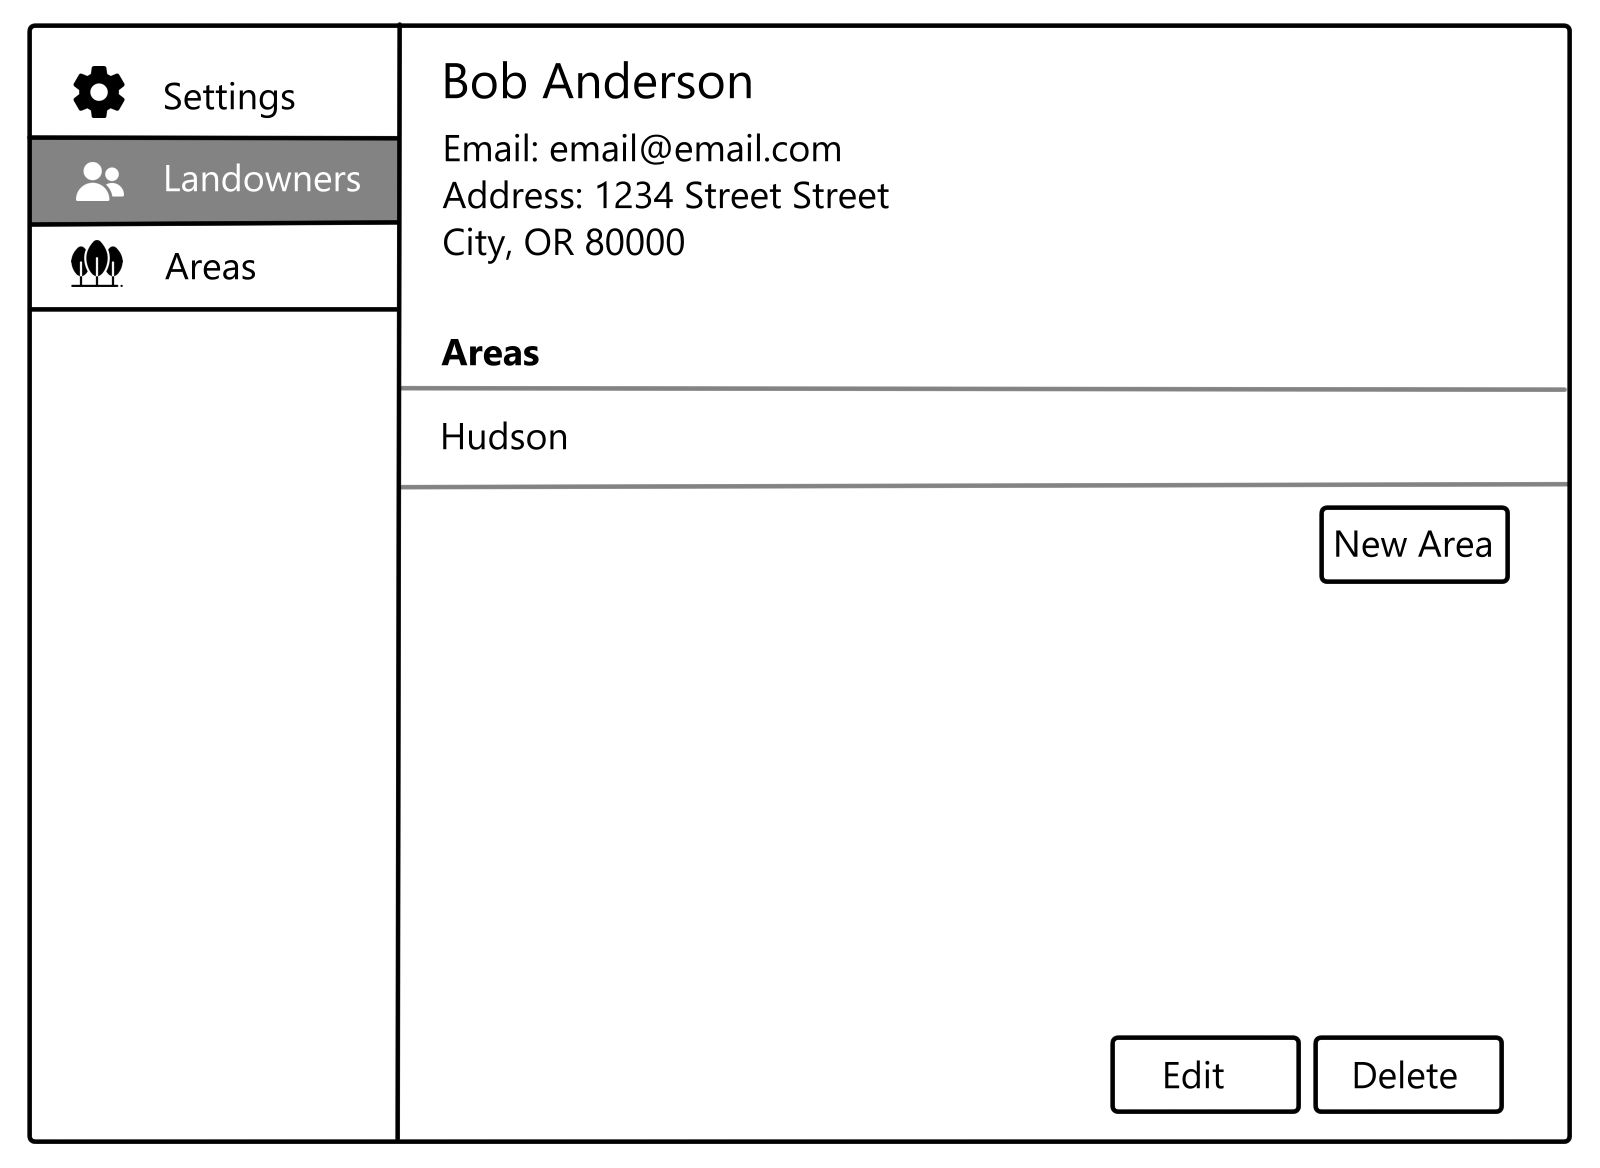 Settings
Landowners
Areas
Bob Anderson
Email: email@email.com
Address: 1234 Street Street
City, OR 80000
Areas
Hudson
New Area
Edit
Delete